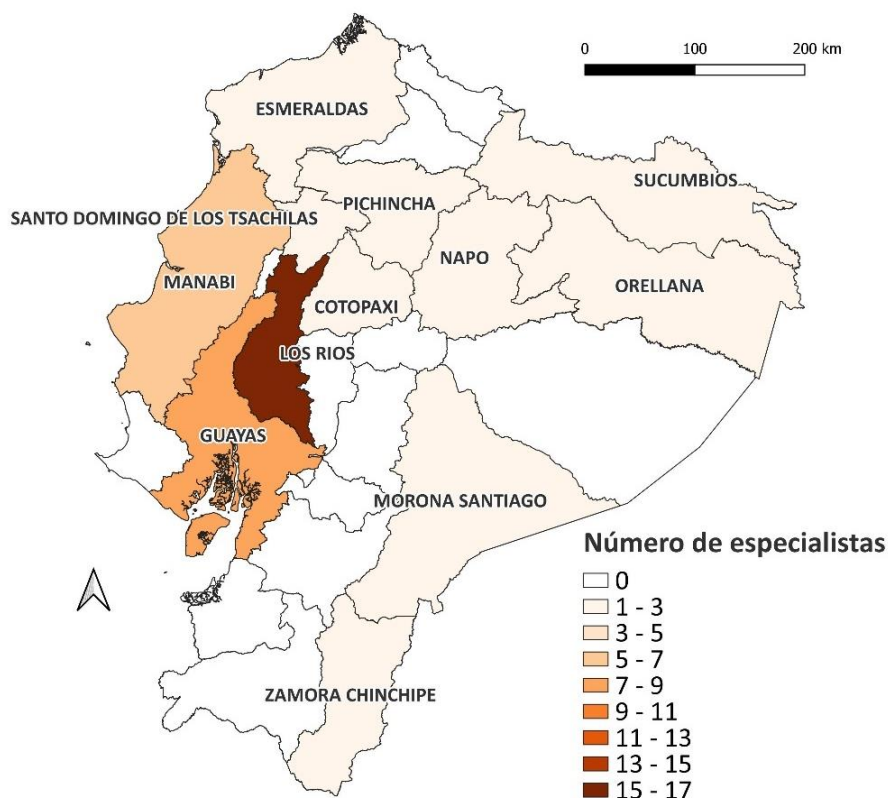 0 100 200 km
ESMERALDAS
SUCUMBIOS
PICHINCHA
SANTO DOMINGO DE LOS TSACHILAS
NAPO
MANABI
ORELLANA
COTOPAXI
LOS RIOS
GUAYAS
MORONA SANTIAGO
Número de especialistas
0
1 - 3
3 - 5
5 - 7
7 - 9
9 - 11
11 - 13
13 - 15
15 - 17
ZAMORA CHINCHIPE